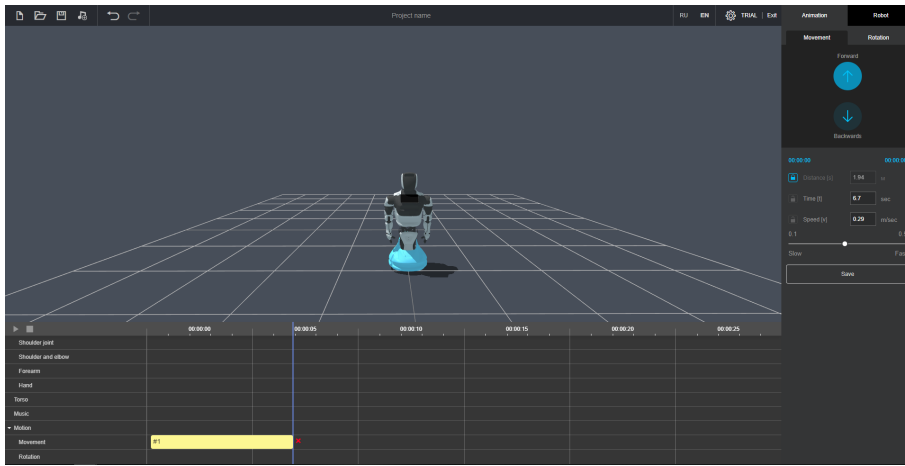 Project name
RU EN TRIAL Exit
Animation Robot
Movement Rotation
Forward
Backwards
00:00:00
Distance (s) 1.94
Time (t) 6.7 sec
Speed (v) 0.29 m/sec
0.1
Slow
Save
00:00:00 00:00:05 00:00:10 00:00:15 00:00:20 00:00:25
Shoulder joint
Shoulder and elbow
Forearm
Hand
Torso
Music
Motion
Movement #1
Rotation